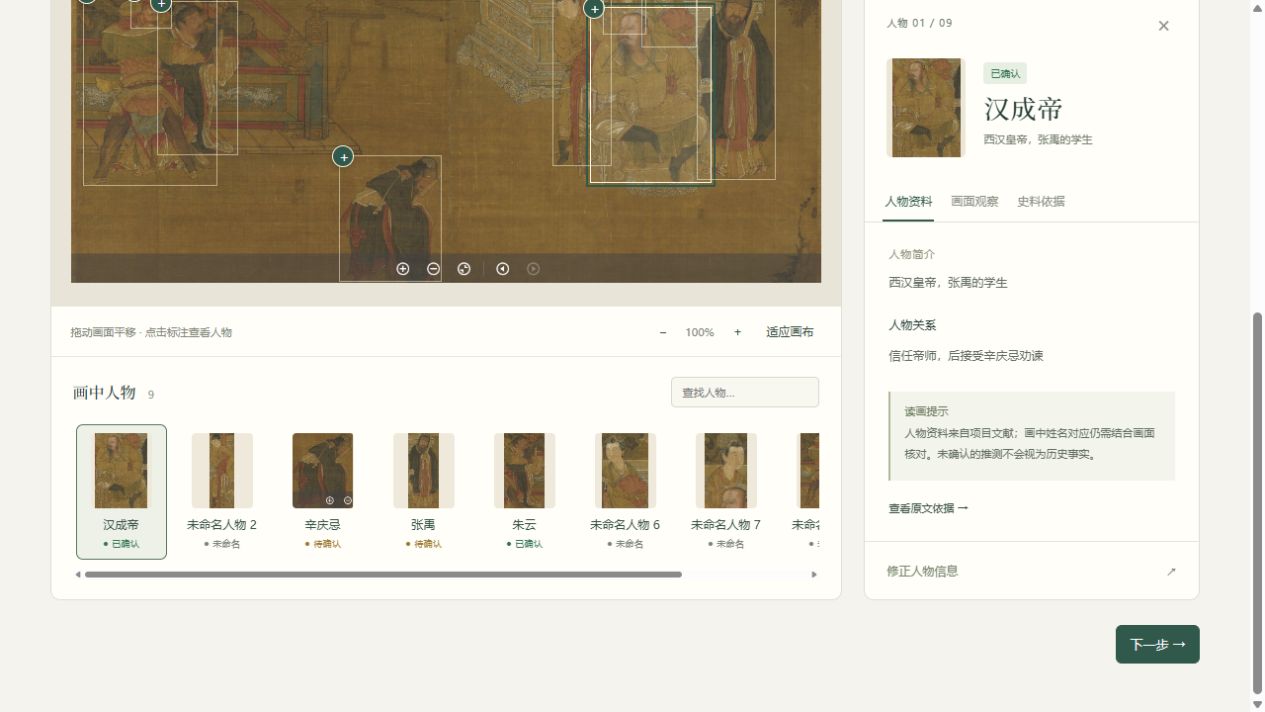 人物 01 / 09
已确认
汉成帝
西汉皇帝，张禹的学生
人物资料 画面观察 史料依据
人物简介
西汉皇帝，张禹的学生
人物关系
信任帝师，后接受辛庆忌劝谏
读画提示
人物资料来自项目文献；画中姓名对应仍需结合画面
核对。未确认的推测不会视为历史事实。
查看原文依据 →
修正人物信息 ↗
拖动画面平移 · 点击标注查看人物
− 100% + 适应画布
画中人物 9
查找人物...
汉成帝
已确认
未命名人物 2
未命名
辛庆忌
待确认
张禹
待确认
朱云
已确认
未命名人物 6
未命名
未命名人物 7
未命名
未命
下一步 →